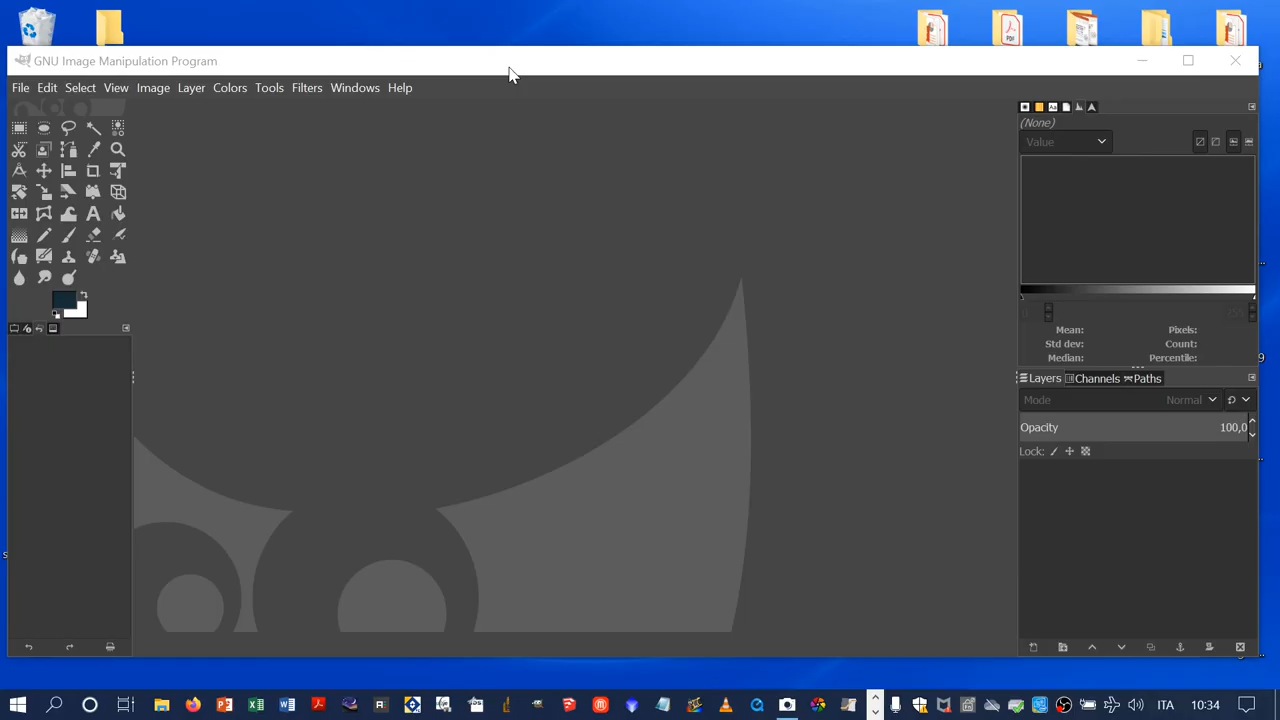 GNU Image Manipulation Program
File Edit Select View Image Layer Colors Tools Filters Windows Help
(None)
Value
Mean: Pixels:
Std dev: Count:
Median: Percentile:
Layers Channels Paths
Mode Normal
Opacity 100,0
Lock:
ITA 10:34